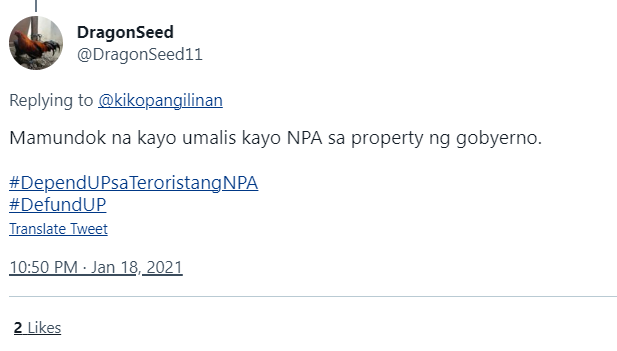 DragonSeed
@DragonSeed11
Replying to @kikopangilinan
Mamundok na kayo umalis kayo NPA sa property ng gobyerno.
#DependUPsaTeroristangNPA
#DefundUP
Translate Tweet
10:50 PM · Jan 18, 2021
2 Likes